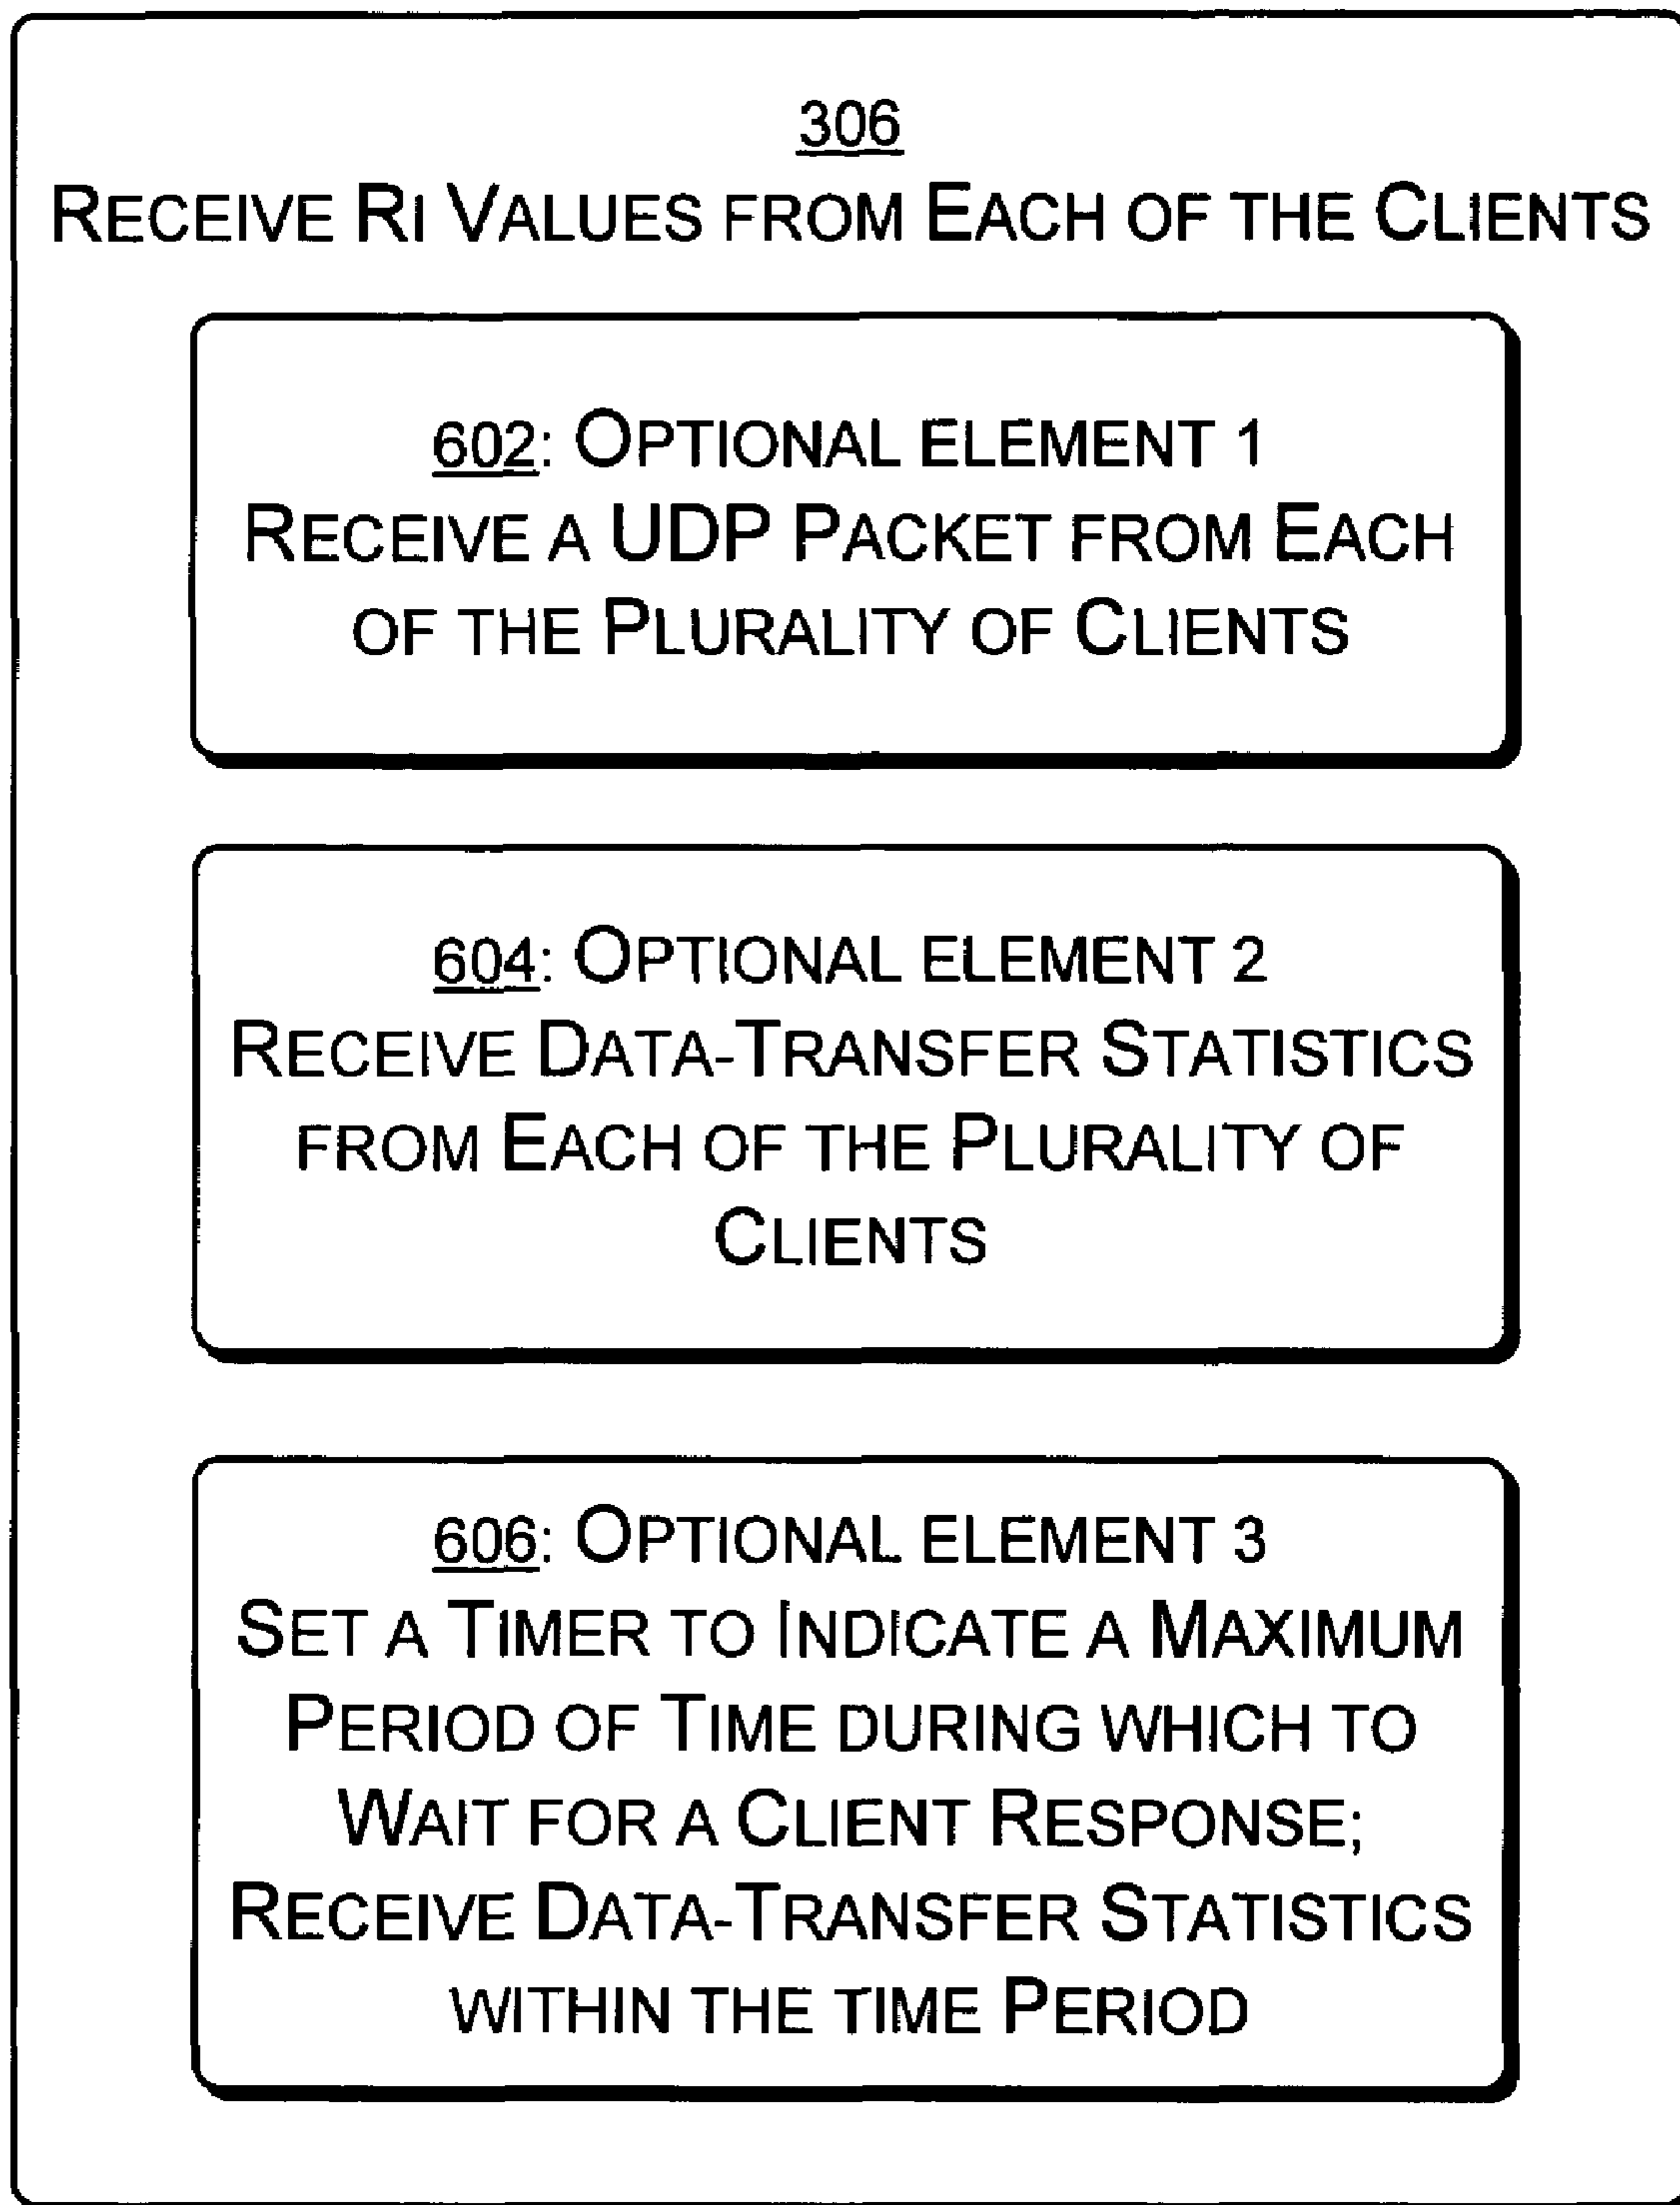 306
RECEIVE RI VALUES FROM EACH OF THE CLIENTS
602: OPTIONAL ELEMENT 1
RECEIVE A UDP PACKET FROM EACH
OF THE PLURALITY OF CLIENTS
604: OPTIONAL ELEMENT 2
RECEIVE DATA-TRANSFER STATISTICS
FROM EACH OF THE PLURALITY OF
CLIENTS
606: OPTIONAL ELEMENT 3
SET A TIMER TO INDICATE A MAXIMUM
PERIOD OF TIME DURING WHICH TO
WAIT FOR A CLIENT RESPONSE;
RECEIVE DATA-TRANSFER STATISTICS
WITHIN THE TIME PERIOD